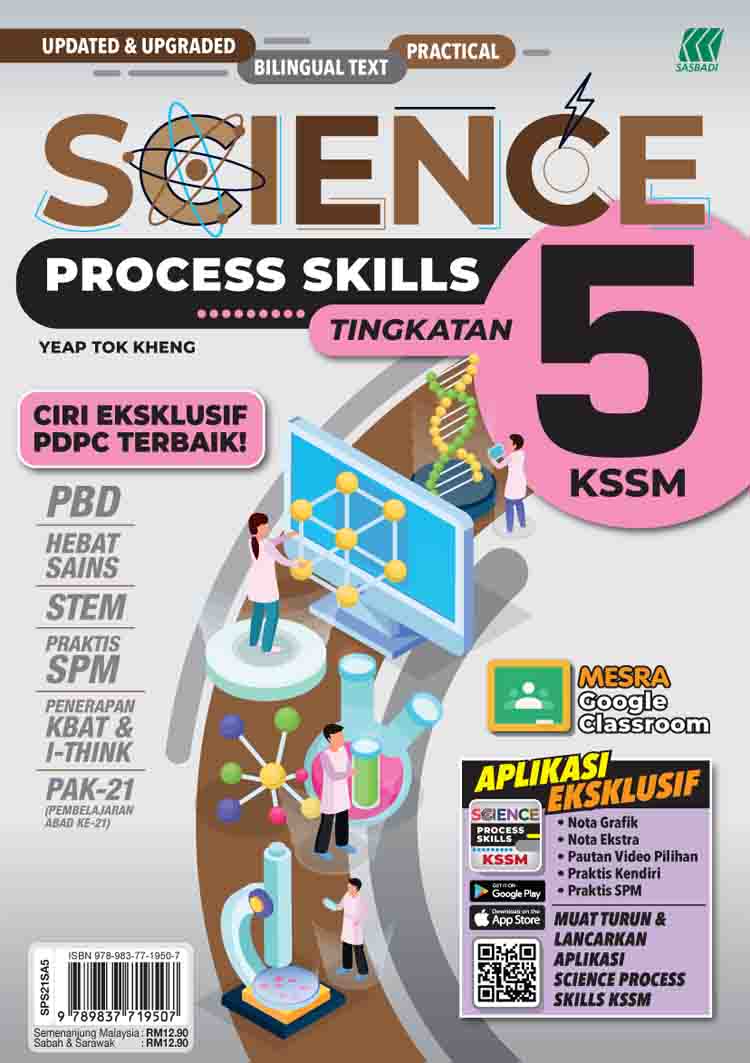 UPDATED & UPGRADED
BILINGUAL TEXT
PRACTICAL
SASBADI
SCIENCE
PROCESS SKILLS
TINGKATAN
5
KSSM
YEAP TOK KHENG
CIRI EKSKLUSIF
PDPC TERBAIK!
PBD
HEBAT
SAINS
STEM
PRAKTIS
SPM
PENERAPAN
KBAT &
I-THINK
PAK-21
(PEMBELAJARAN
ABAD KE-21)
MESRA
Google
Classroom
APLIKASI
EKSKLUSIF
SCIENCE
PROCESS
SKILLS
KSSM
• Nota Grafik
• Nota Ekstra
• Pautan Video Pilihan
• Praktis Kendiri
• Praktis SPM
GET IT ON
Google Play
Download on the
App Store
MUAT TURUN &
LANCARKAN
APLIKASI
SCIENCE PROCESS
SKILLS KSSM
SPS21SA5
ISBN 978-983-77-1950-7
9 789837 719507
Semenanjung Malaysia : RM12.90
Sabah & Sarawak : RM12.90